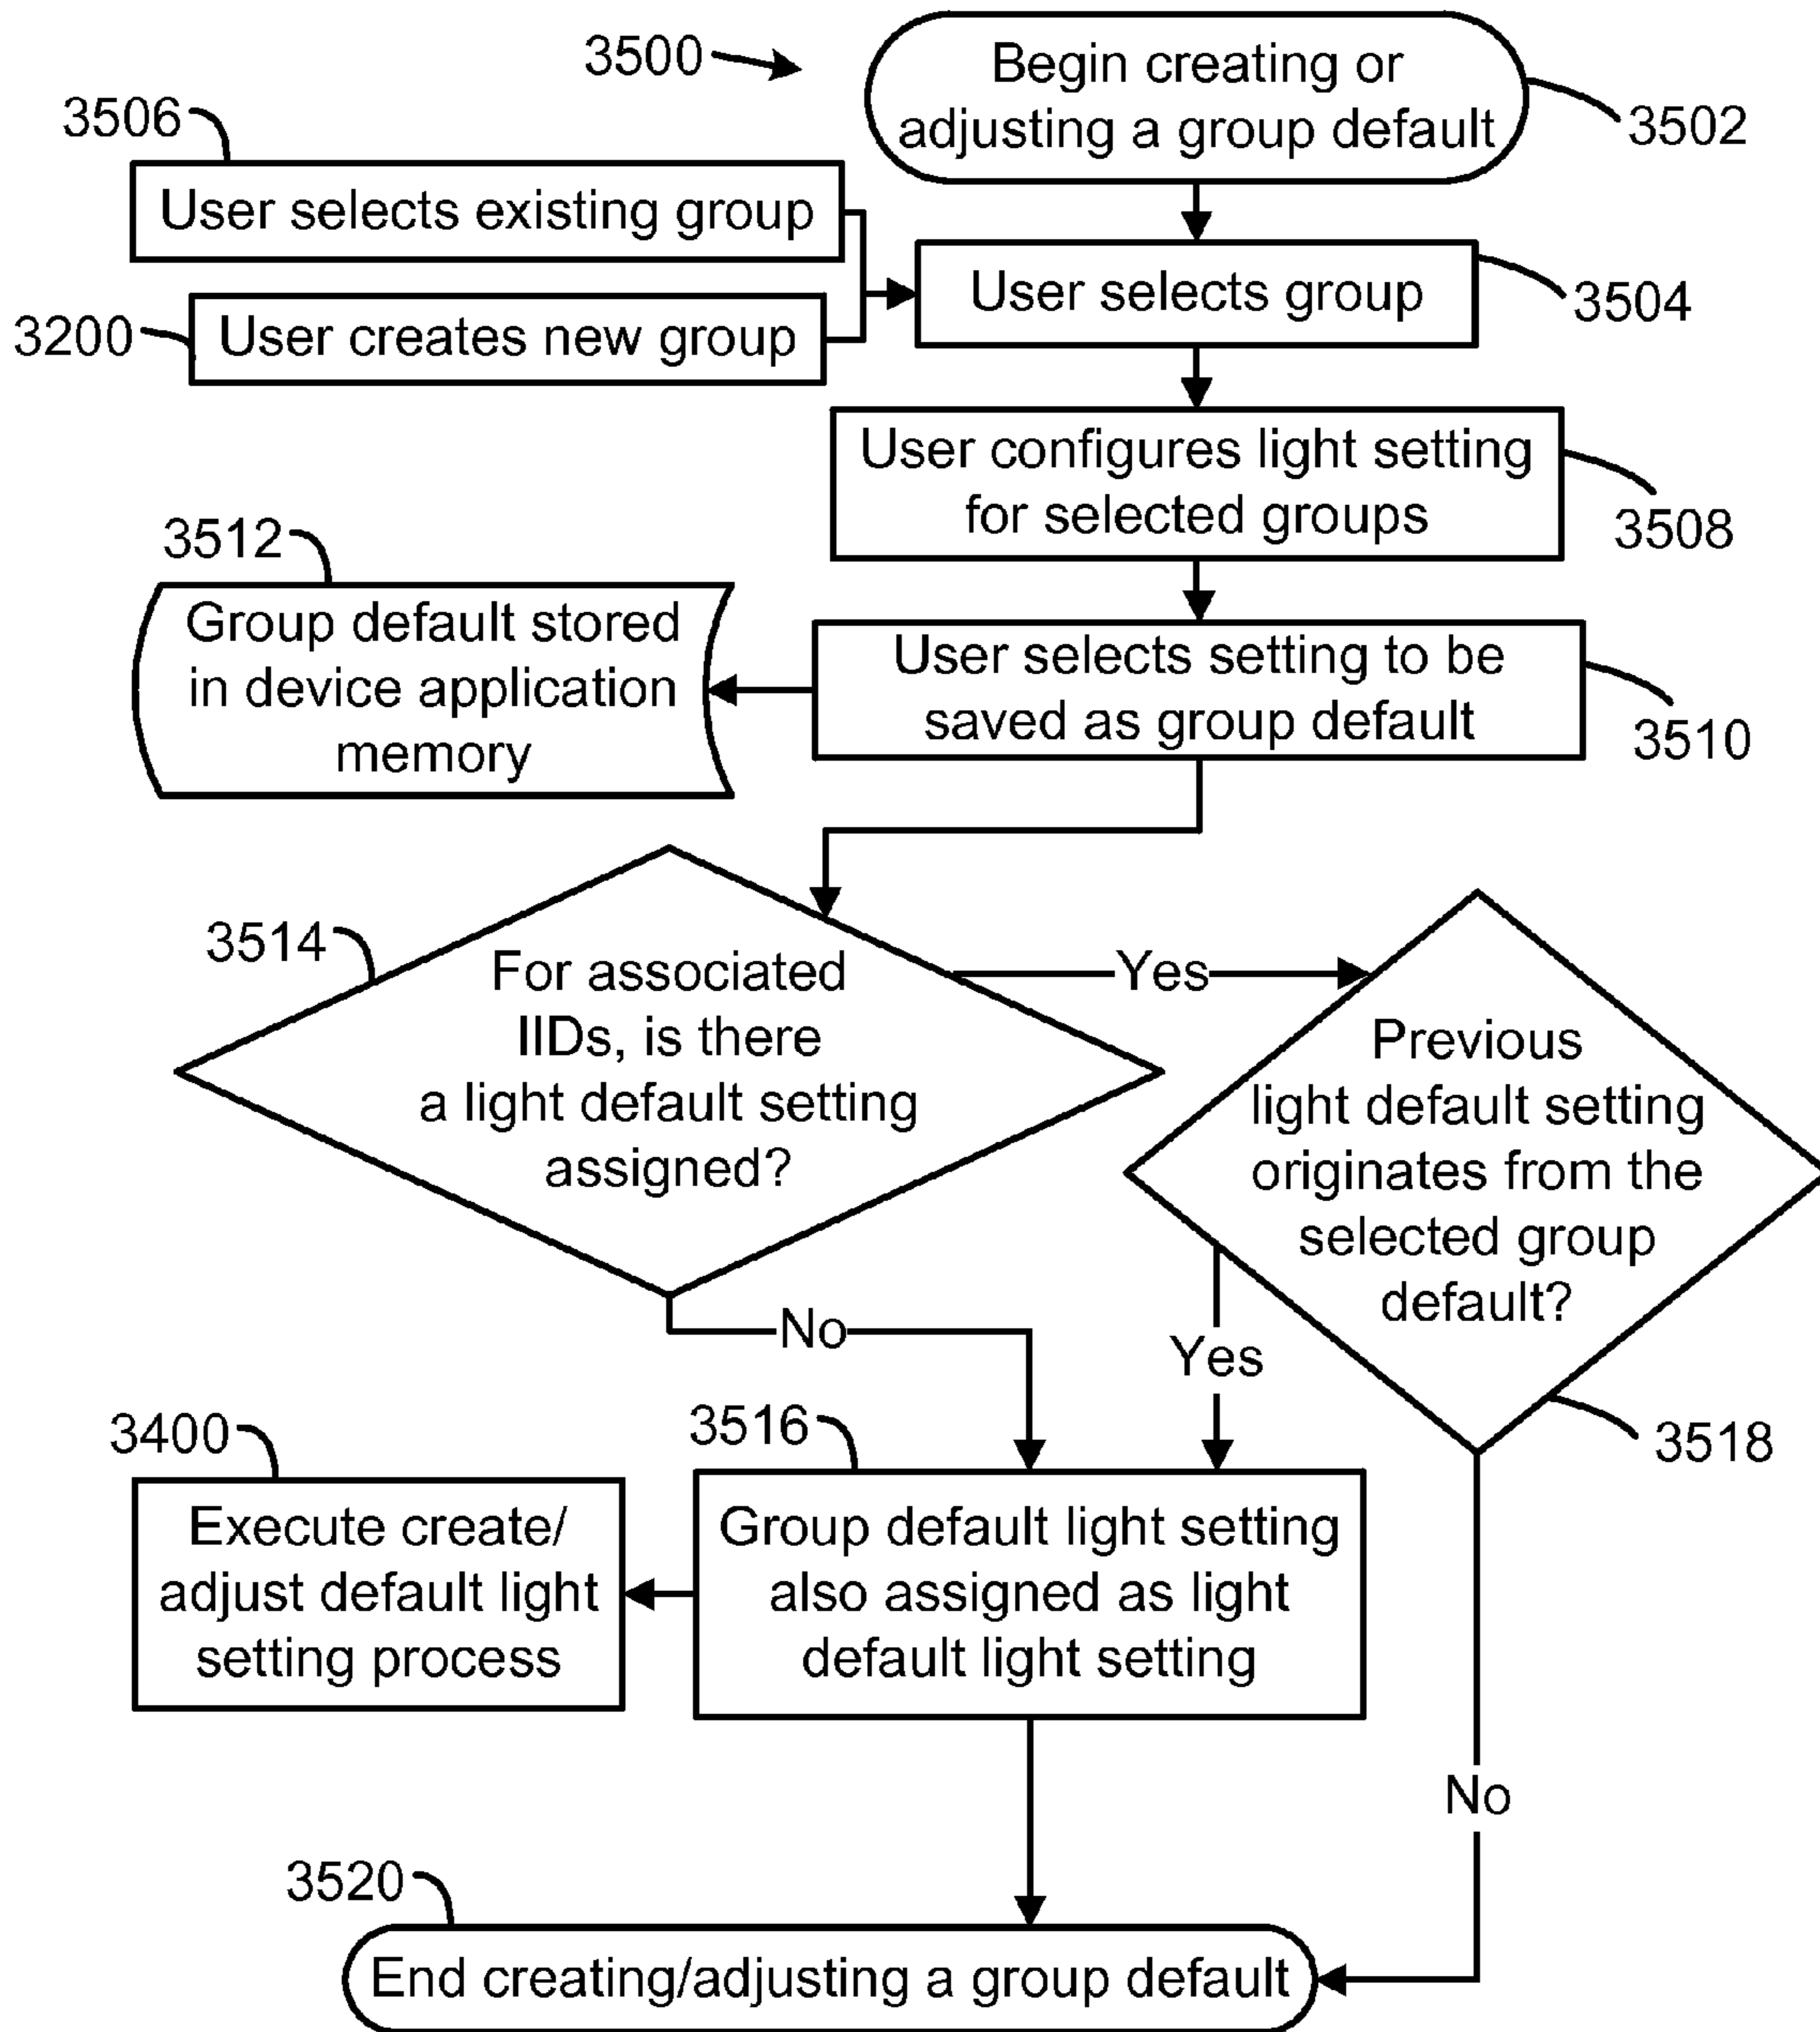 3500
Begin creating or
adjusting a group default
3502
3506
User selects existing group
3200
User creates new group
User selects group
3504
User configures light setting
for selected groups
3508
3512
Group default stored
in device application
memory
User selects setting to be
saved as group default
3510
3514
For associated
IIDs, is there
a light default setting
assigned?
Yes
Previous
light default setting
originates from the
selected group
default?
3518
No
Yes
3400
Execute create/
adjust default light
setting process
3516
Group default light setting
also assigned as light
default light setting
No
3520
End creating/adjusting a group default